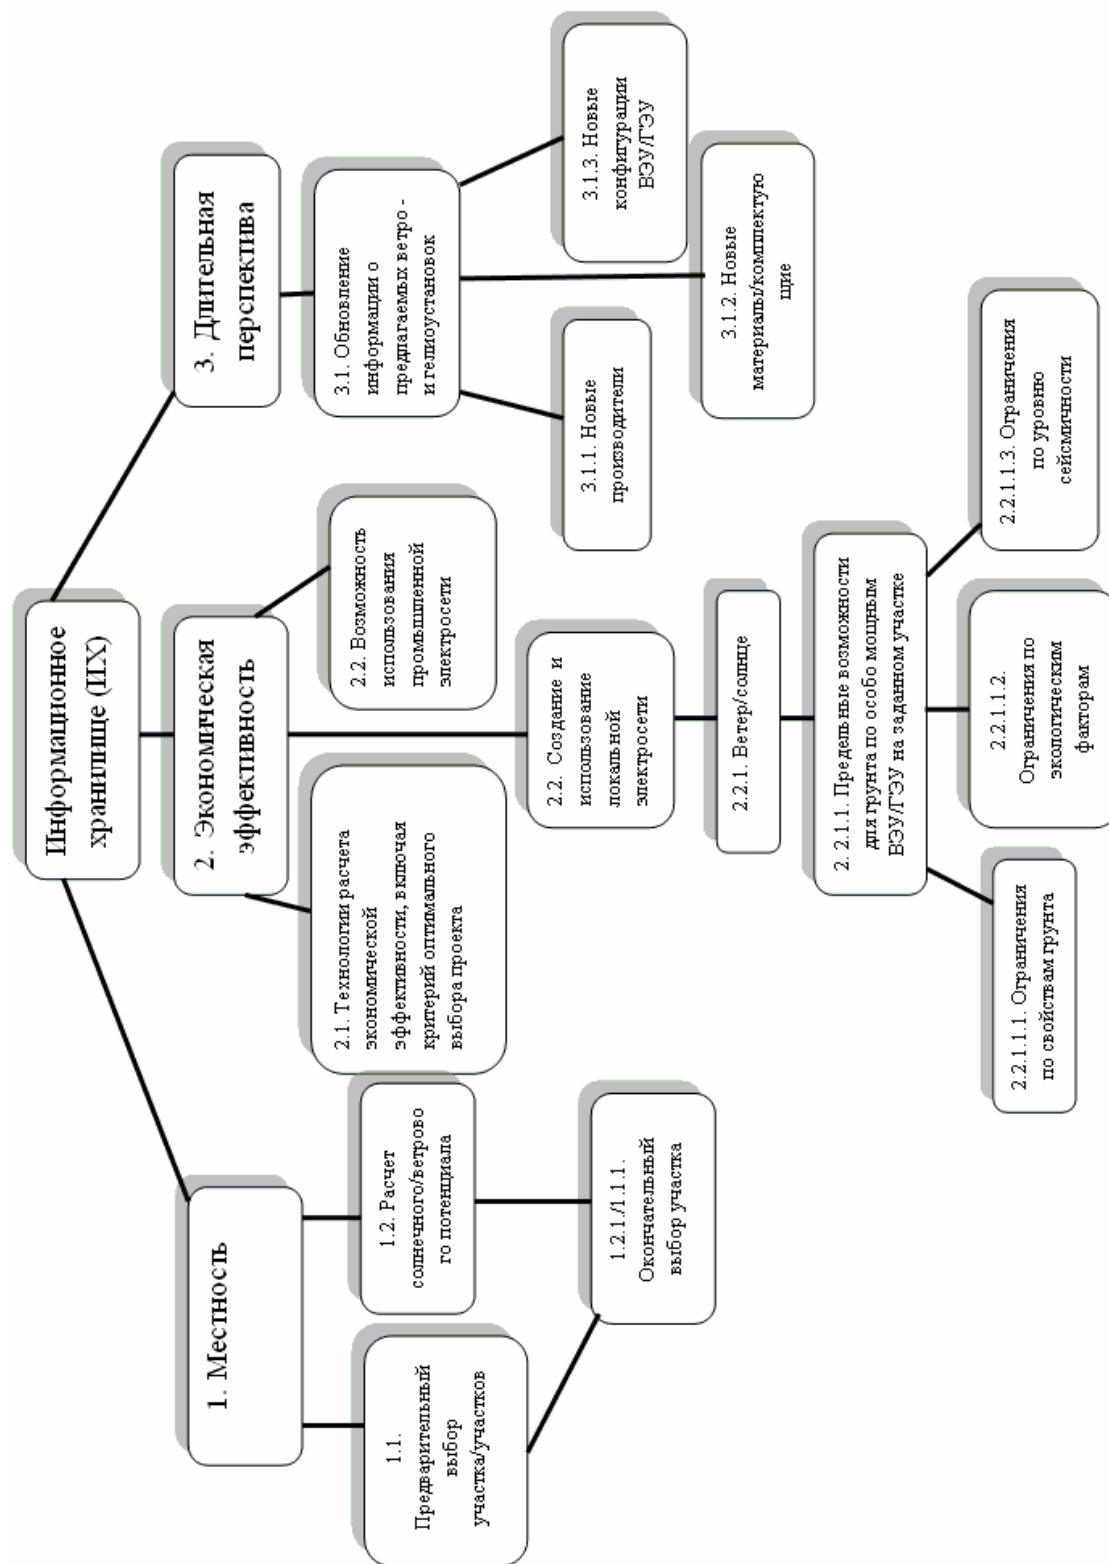 Информационное
хранилище (ИХ)
1. Местность
2. Экономическая
эффективность
3. Длительная
перспектива
1.1.
Предварительный
выбор
участка/участков
1.2. Расчет
солнечного/ветрово
го потенциала
1.2.1./1.1.1.
Окончательный
выбор участка
2.1. Технологии расчета
экономической
эффективности, включая
критерий оптимального
выбора проекта
2.2. Возможность
использования
промышленной
электросети
2.2. Создание и
использование
локальной
электросети
2.2.1. Ветер/солнце
2. 2.1.1. Предельные возможности
для грунта по особо мощным
ВЭУ/ГЭУ на заданном участке
2.2.1.1.1. Ограничения
по свойствам грунта
2.2.1.1.2.
Ограничения по
экологическим
факторам
2.2.1.1.3. Ограничения
по уровню
сейсмичности
3.1. Обновление
информации о
предлагаемых ветро -
и гелиоустановок
3.1.1. Новые
производители
3.1.2. Новые
материалы/комплектую
щие
3.1.3. Новые
конфигурации
ВЭУ/ГЭУ